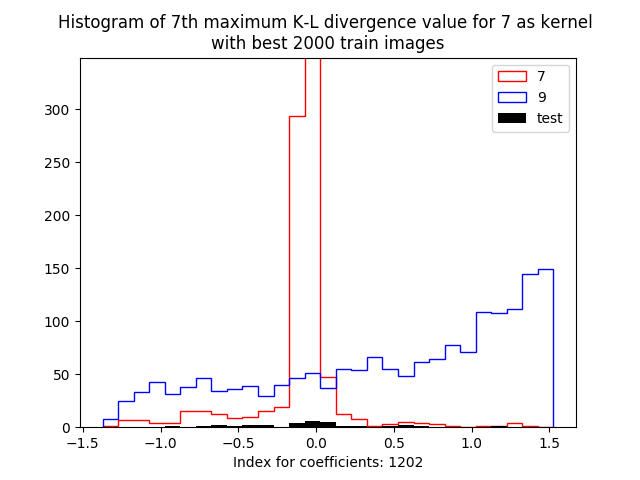 Histogram of 7th maximum K-L divergence value for 7 as kernel
with best 2000 train images
7
9
test
300
250
200
150
100
50
0
−1.5 −1.0 −0.5 0.0 0.5 1.0 1.5
Index for coefficients: 1202